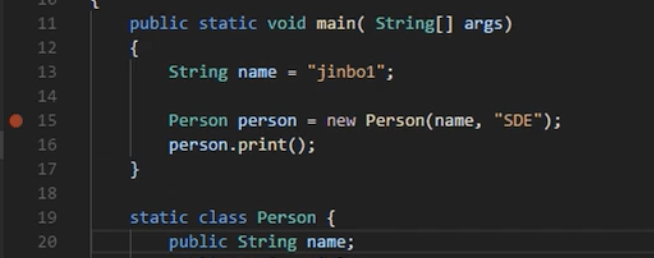 {
11 public static void main( String[] args)
12 {
13 String name = "jinbo1";
14
15 Person person = new Person(name, "SDE");
16 person.print();
17 }
18
19 static class Person {
20 public String name;